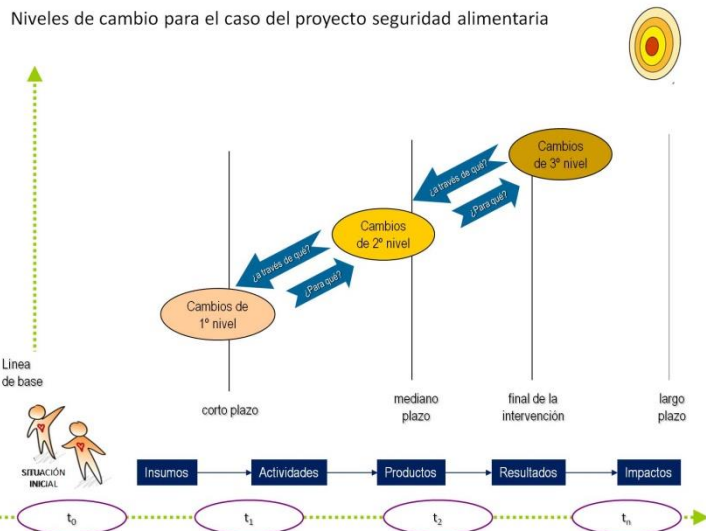 Niveles de cambio para el caso del proyecto seguridad alimentaria
Cambios
de 3º nivel
¿a través de qué?
¿Para qué?
Cambios
de 2º nivel
¿a través de qué?
¿Para qué?
Cambios de
1º nivel
Linea
de base
corto plazo
mediano
plazo
final de la
intervención
largo
plazo
SITUACIÓN
INICIAL
Insumos
Actividades
Productos
Resultados
Impactos
t0
t1
t2
tn